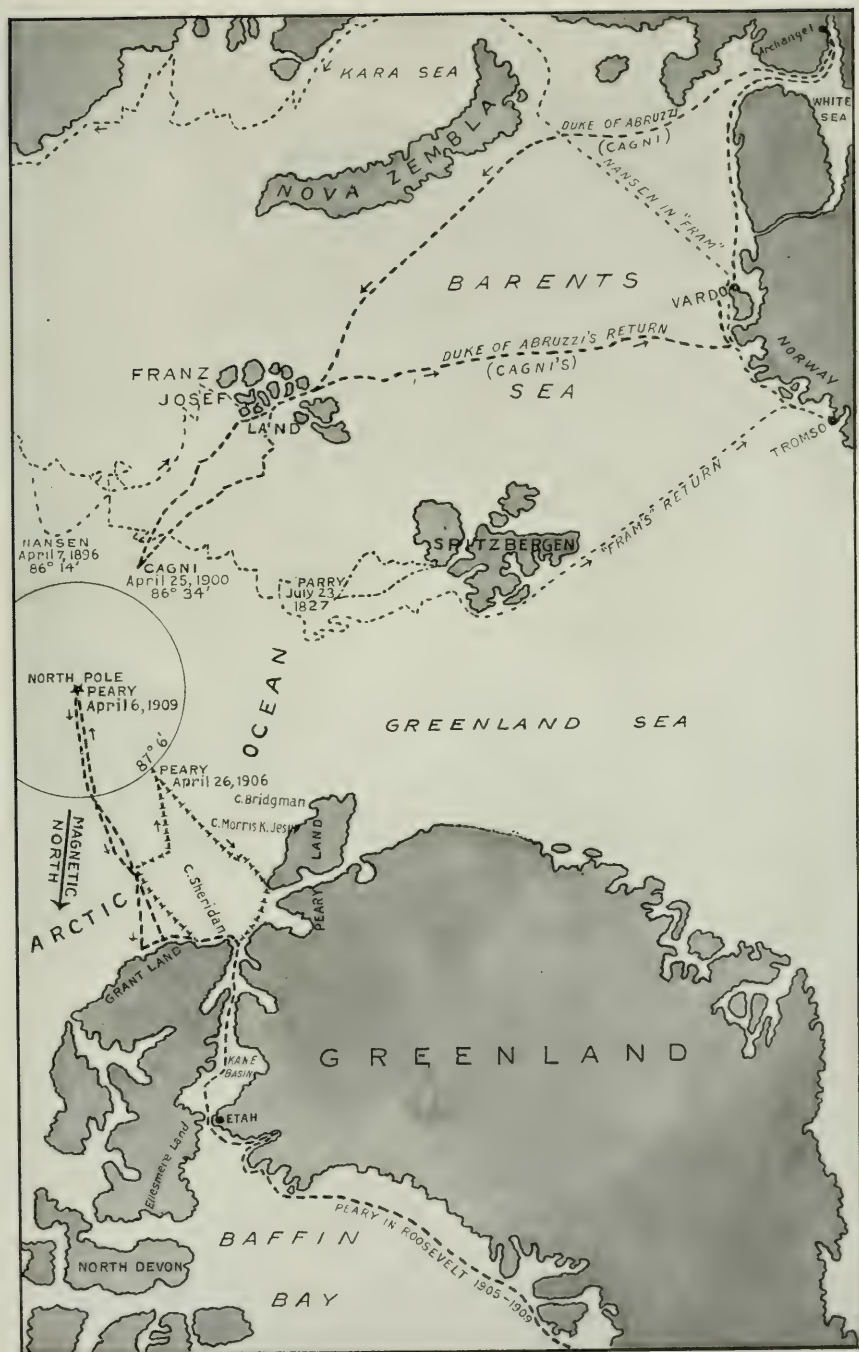 Archangel
KARA SEA
WHITE
SEA
DUKE OF ABRUZZI
(CAGNI)
NOVA ZEMBLA
NANSEN IN "FRAM"
BARENTS
VARDO
DUKE OF ABRUZZI'S RETURN
(CAGNI'S)
SEA
NORWAY
FRANZ
JOSEF
LAND
TROMSO
"FRAM'S" RETURN
SPITZBERGEN
NANSEN
April 7, 1896
86° 14'
CAGNI
April 25, 1900
86° 34'
PARRY
July 23,
1827
NORTH POLE
PEARY
April 6, 1909
OCEAN
GREENLAND SEA
87° 6'
PEARY
April 26, 1906
C. Bridgman
C. Morris K. Jesup
LAND
PEARY
MAGNETIC
NORTH
ARCTIC
C. Sheridan
GRANT LAND
GREENLAND
KANE
BASIN
ETAH
Ellesmere Land
PEARY IN ROOSEVELT 1905-1909
BAFFIN
BAY
NORTH DEVON